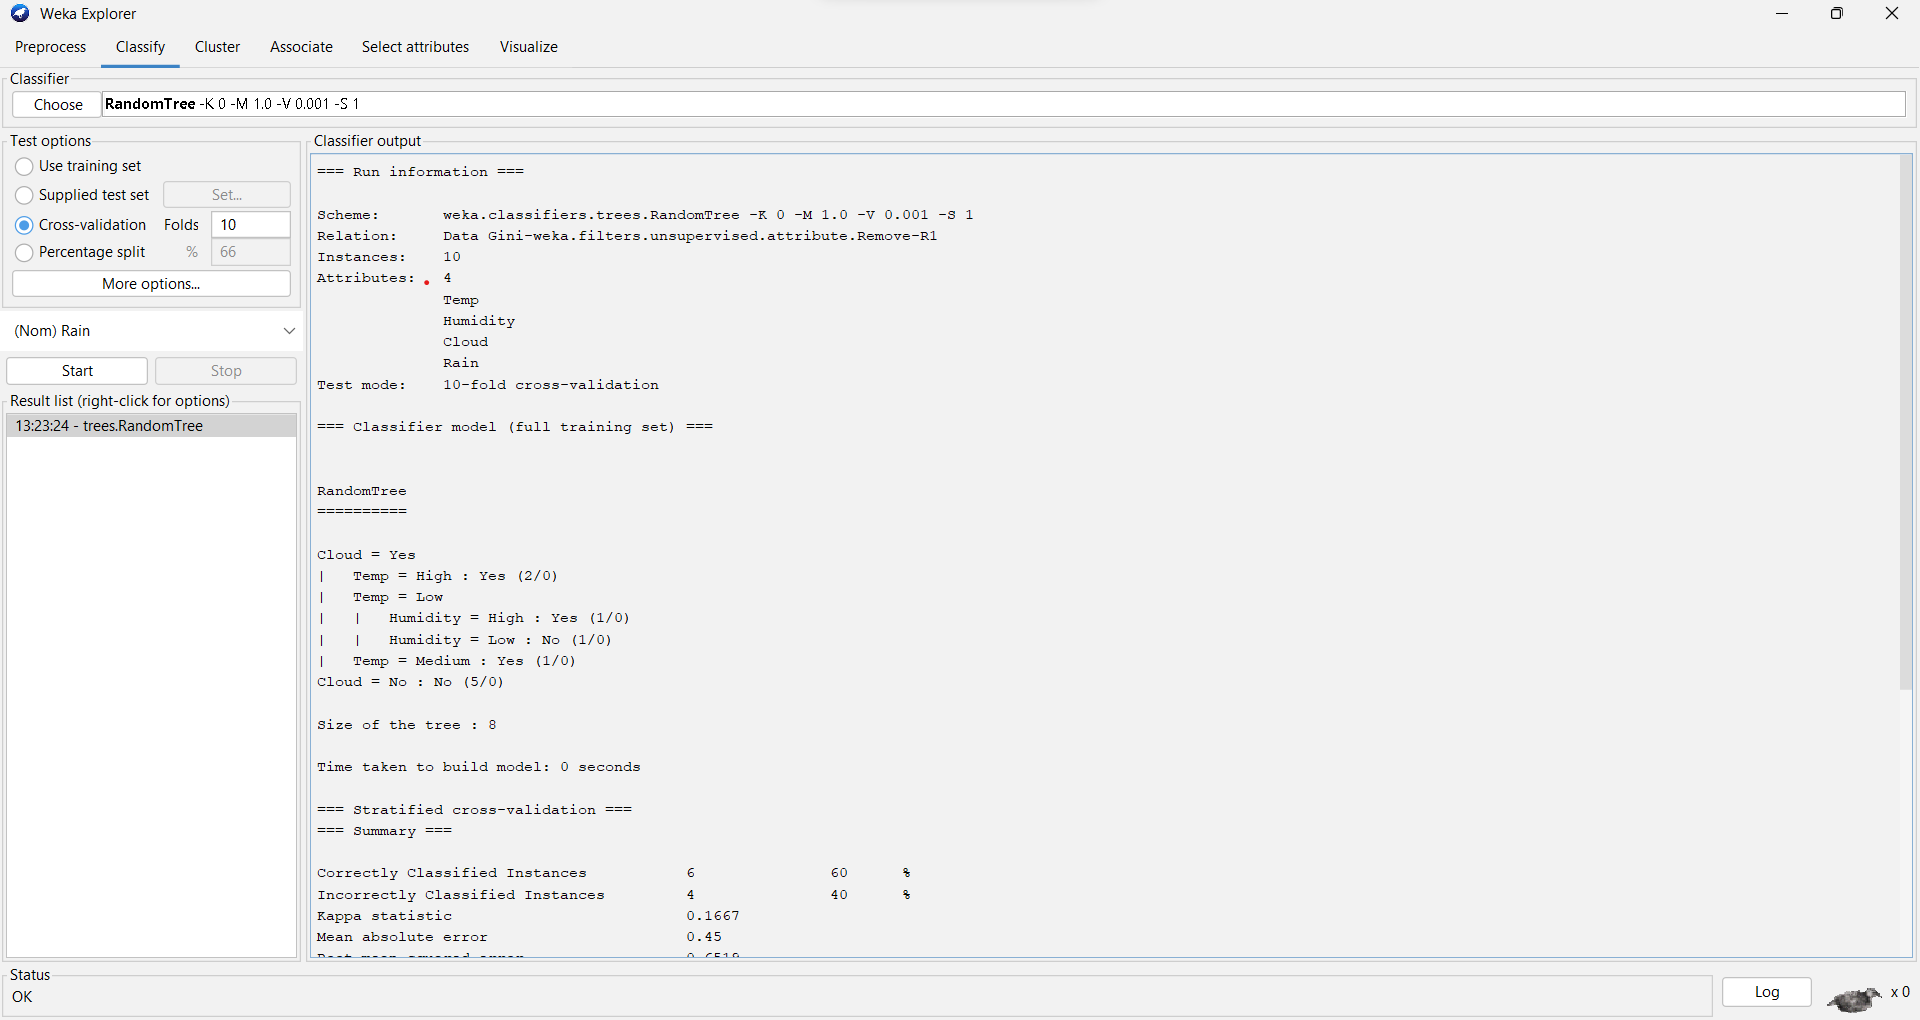 Weka Explorer
Preprocess Classify Cluster Associate Select attributes Visualize
Classifier
Choose RandomTree -K 0 -M 1.0 -V 0.001 -S 1
Test options
Use training set
Supplied test set Set...
Cross-validation Folds 10
Percentage split % 66
More options...
(Nom) Rain
Start Stop
Result list (right-click for options)
13:23:24 - trees.RandomTree
Classifier output
=== Run information ===
Scheme: weka.classifiers.trees.RandomTree -K 0 -M 1.0 -V 0.001 -S 1
Relation: Data Gini-weka.filters.unsupervised.attribute.Remove-R1
Instances: 10
Attributes: 4
Temp
Humidity
Cloud
Rain
Test mode: 10-fold cross-validation
=== Classifier model (full training set) ===
RandomTree
==========
Cloud = Yes
| Temp = High : Yes (2/0)
| Temp = Low
| | Humidity = High : Yes (1/0)
| | Humidity = Low : No (1/0)
| Temp = Medium : Yes (1/0)
Cloud = No : No (5/0)
Size of the tree : 8
Time taken to build model: 0 seconds
=== Stratified cross-validation ===
=== Summary ===
Correctly Classified Instances 6 60 %
Incorrectly Classified Instances 4 40 %
Kappa statistic 0.1667
Mean absolute error 0.45
Root mean squared error 0.6519
Status
OK
Log x 0